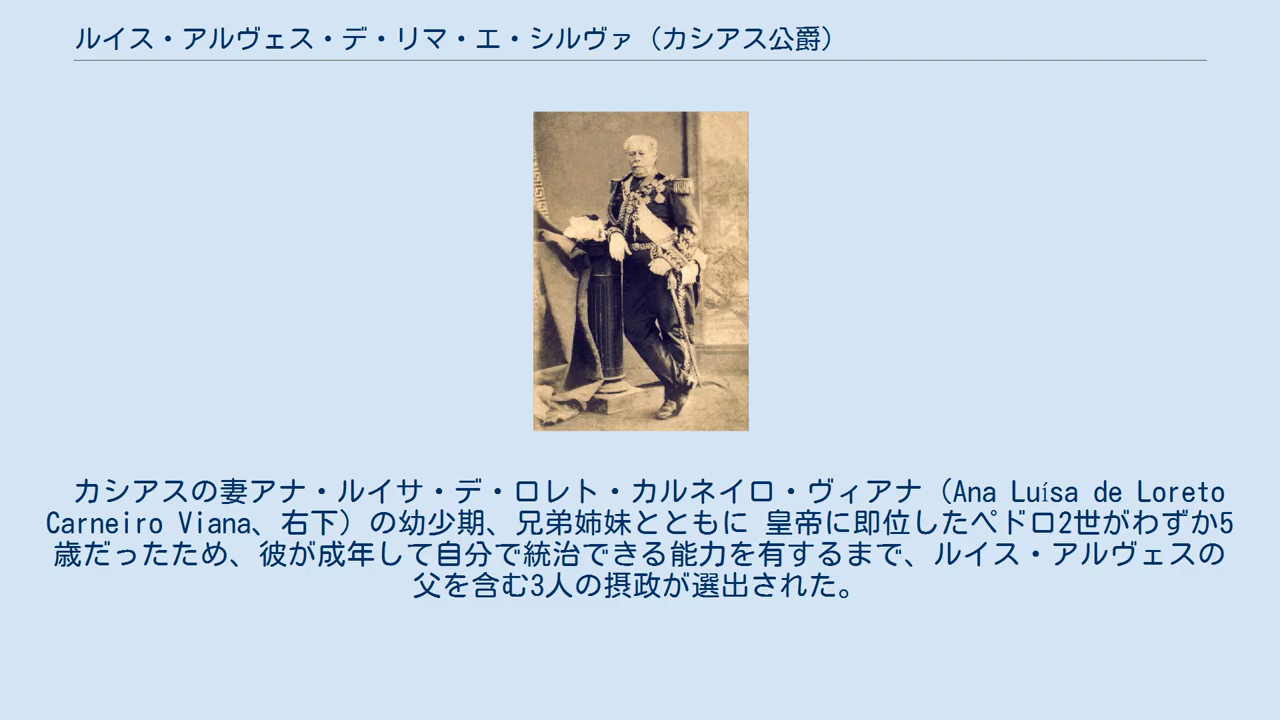 ルイス・アルヴェス・デ・リマ・エ・シルヴァ（カシアス公爵）
カシアスの妻アナ・ルイサ・デ・ロレト・カルネイロ・ヴィアナ（Ana Luísa de Loreto
Carneiro Viana、右下）の幼少期、兄弟姉妹とともに 皇帝に即位したペドロ2世がわずか5
歳だったため、彼が成年して自分で統治できる能力を有するまで、ルイス・アルヴェスの
父を含む3人の摂政が選出された。